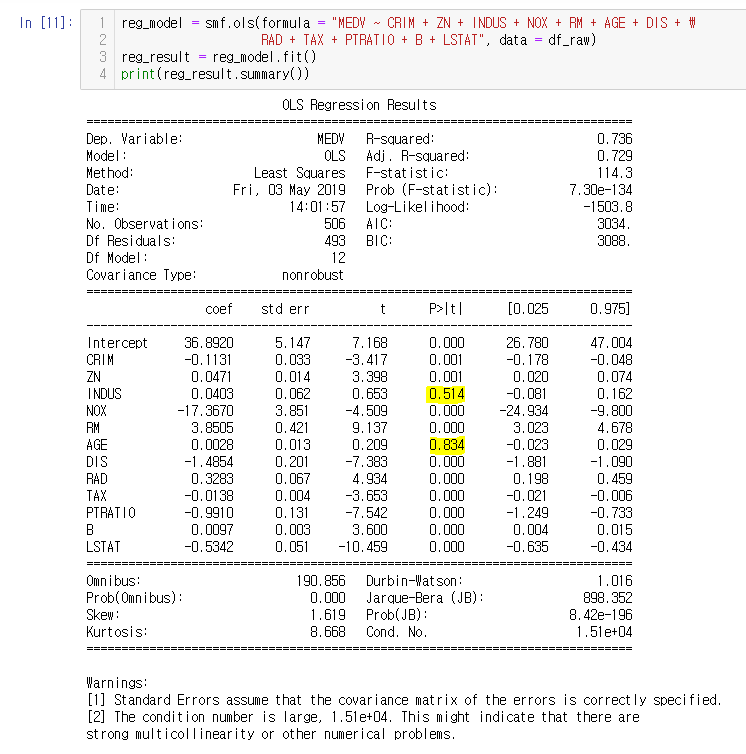 In [11]:
1 reg_model = smf.ols(formula = "MEDV ~ CRIM + ZN + INDUS + NOX + RM + AGE + DIS + ₩
2 RAD + TAX + PTRATIO + B + LSTAT", data = df_raw)
3 reg_result = reg_model.fit()
4 print(reg_result.summary())
OLS Regression Results
==============================================================================
Dep. Variable: MEDV R-squared: 0.736
Model: OLS Adj. R-squared: 0.729
Method: Least Squares F-statistic: 114.3
Date: Fri, 03 May 2019 Prob (F-statistic): 7.30e-134
Time: 14:01:57 Log-Likelihood: -1503.8
No. Observations: 506 AIC: 3034.
Df Residuals: 493 BIC: 3088.
Df Model: 12
Covariance Type: nonrobust
==============================================================================
coef std err t P>|t| [0.025 0.975]
------------------------------------------------------------------------------
Intercept 36.8920 5.147 7.168 0.000 26.780 47.004
CRIM -0.1131 0.033 -3.417 0.001 -0.178 -0.048
ZN 0.0471 0.014 3.398 0.001 0.020 0.074
INDUS 0.0403 0.062 0.653 0.514 -0.081 0.162
NOX -17.3670 3.851 -4.509 0.000 -24.934 -9.800
RM 3.8505 0.421 9.137 0.000 3.023 4.678
AGE 0.0028 0.013 0.209 0.834 -0.023 0.029
DIS -1.4854 0.201 -7.383 0.000 -1.881 -1.090
RAD 0.3283 0.067 4.934 0.000 0.198 0.459
TAX -0.0138 0.004 -3.653 0.000 -0.021 -0.006
PTRATIO -0.9910 0.131 -7.542 0.000 -1.249 -0.733
B 0.0097 0.003 3.600 0.000 0.004 0.015
LSTAT -0.5342 0.051 -10.459 0.000 -0.635 -0.434
==============================================================================
Omnibus: 190.856 Durbin-Watson: 1.016
Prob(Omnibus): 0.000 Jarque-Bera (JB): 898.352
Skew: 1.619 Prob(JB): 8.42e-196
Kurtosis: 8.668 Cond. No. 1.51e+04
==============================================================================
Warnings:
[1] Standard Errors assume that the covariance matrix of the errors is correctly specified.
[2] The condition number is large, 1.51e+04. This might indicate that there are
strong multicollinearity or other numerical problems.